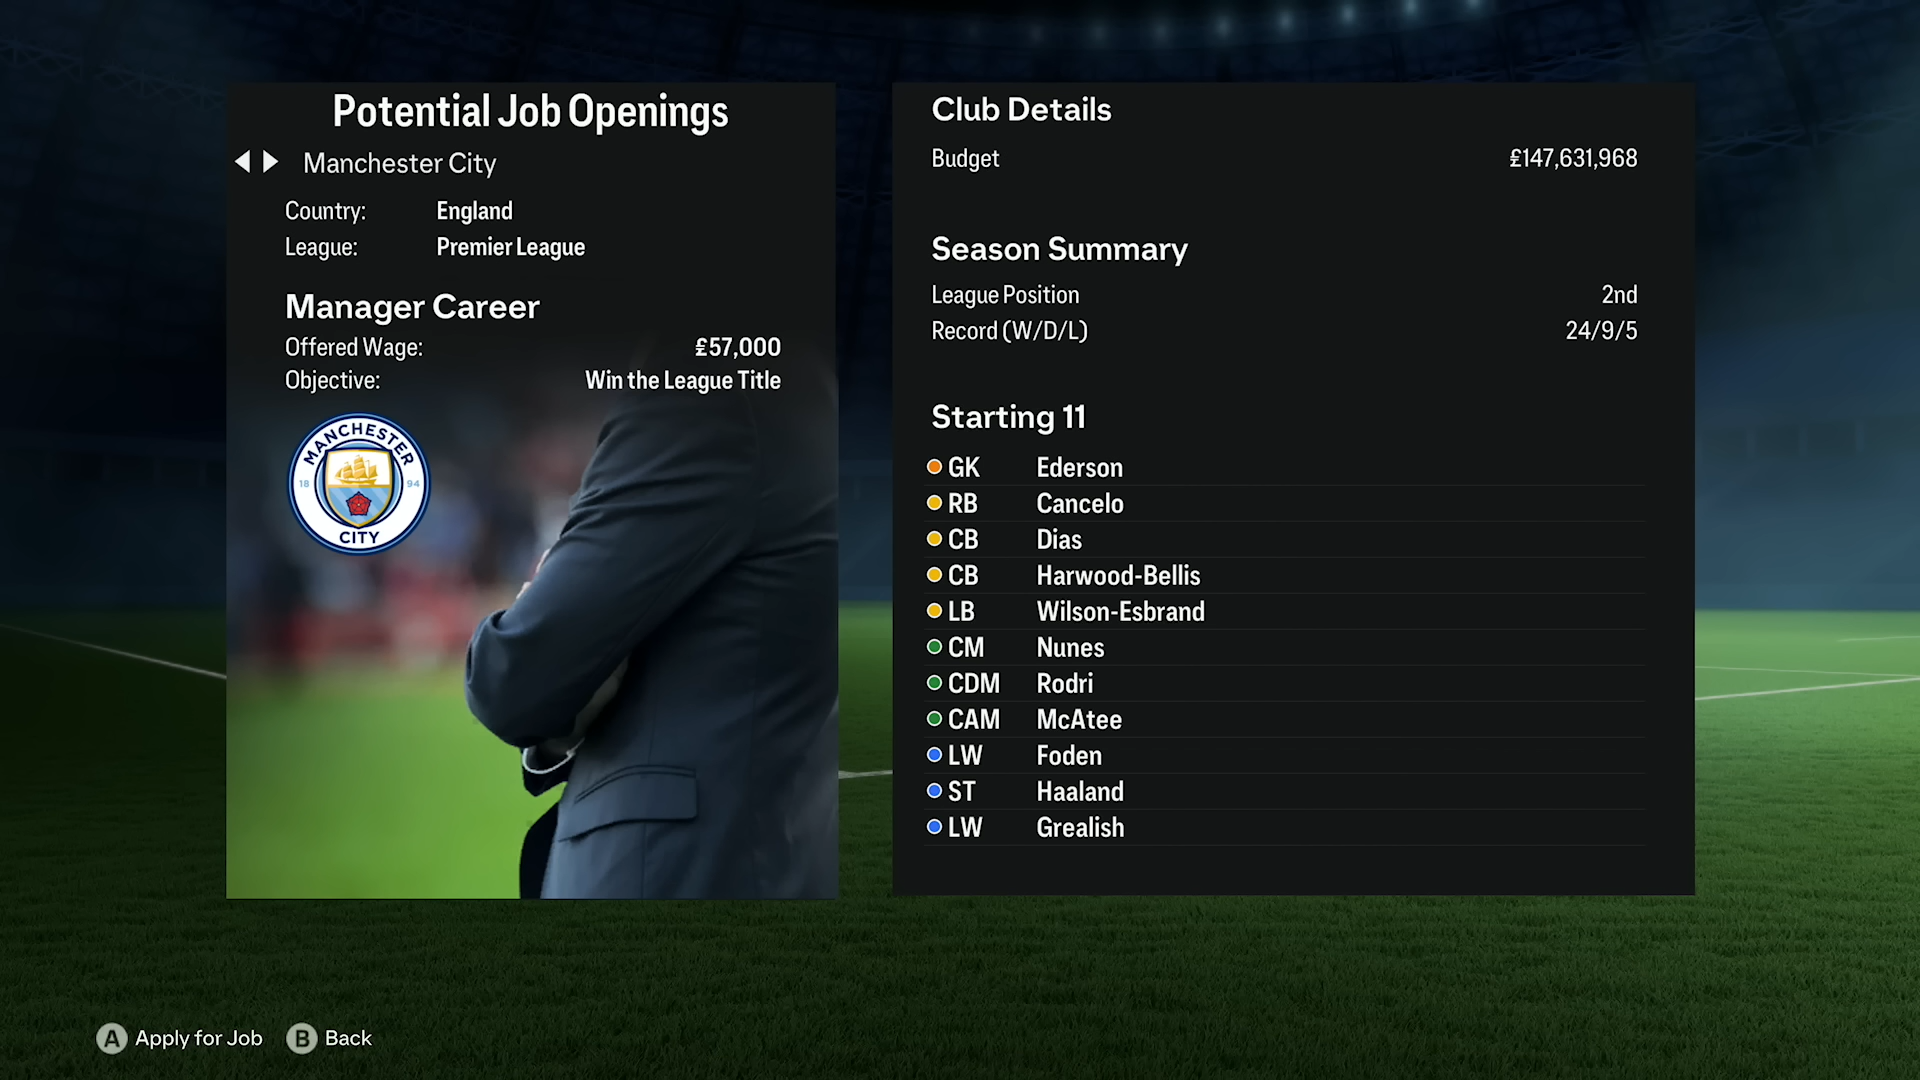 Potential Job Openings
Manchester City
Country: England
League: Premier League
Manager Career
Offered Wage: £57,000
Objective: Win the League Title
MANCHESTER
18 94
CITY
Club Details
Budget £147,631,968
Season Summary
League Position 2nd
Record (W/D/L) 24/9/5
Starting 11
GK Ederson
RB Cancelo
CB Dias
CB Harwood-Bellis
LB Wilson-Esbrand
CM Nunes
CDM Rodri
CAM McAtee
LW Foden
ST Haaland
LW Grealish
A Apply for Job B Back